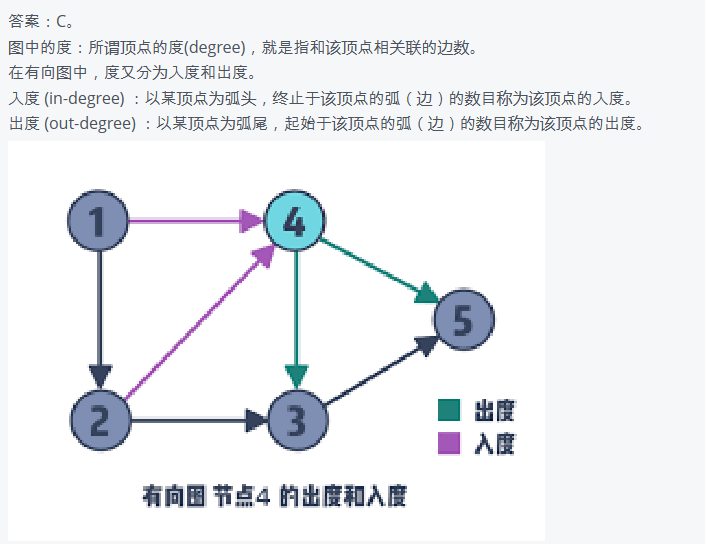 答案：C。
图中的度：所谓顶点的度(degree)，就是指和该顶点相关联的边数。
在有向图中，度又分为入度和出度。
入度 (in-degree) ：以某顶点为弧头，终止于该顶点的弧（边）的数目称为该顶点的入度。
出度 (out-degree) ：以某顶点为弧尾，起始于该顶点的弧（边）的数目称为该顶点的出度。
1
4
5
2
3
出度
入度
有向图 节点4 的出度和入度